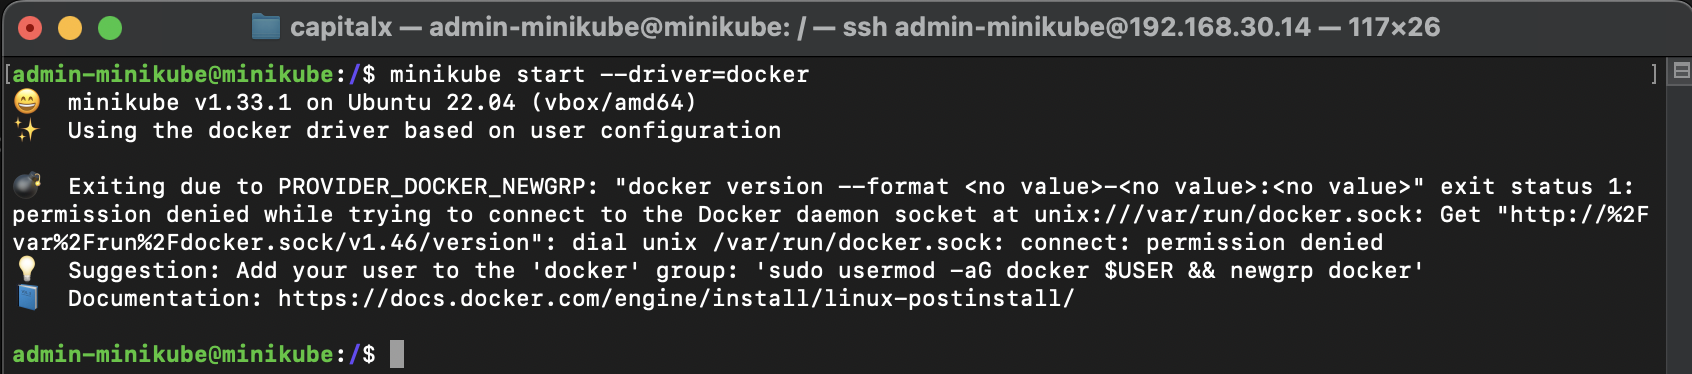 capitalx — admin-minikube@minikube: / — ssh admin-minikube@192.168.30.14 — 117×26
[admin-minikube@minikube:/$ minikube start --driver=docker ]
😄 minikube v1.33.1 on Ubuntu 22.04 (vbox/amd64)
✨ Using the docker driver based on user configuration
💣 Exiting due to PROVIDER_DOCKER_NEWGRP: "docker version --format <no value>-<no value>:<no value>" exit status 1:
permission denied while trying to connect to the Docker daemon socket at unix:///var/run/docker.sock: Get "http://%2F
var%2Frun%2Fdocker.sock/v1.46/version": dial unix /var/run/docker.sock: connect: permission denied
💡 Suggestion: Add your user to the 'docker' group: 'sudo usermod -aG docker $USER && newgrp docker'
📘 Documentation: https://docs.docker.com/engine/install/linux-postinstall/
admin-minikube@minikube:/$